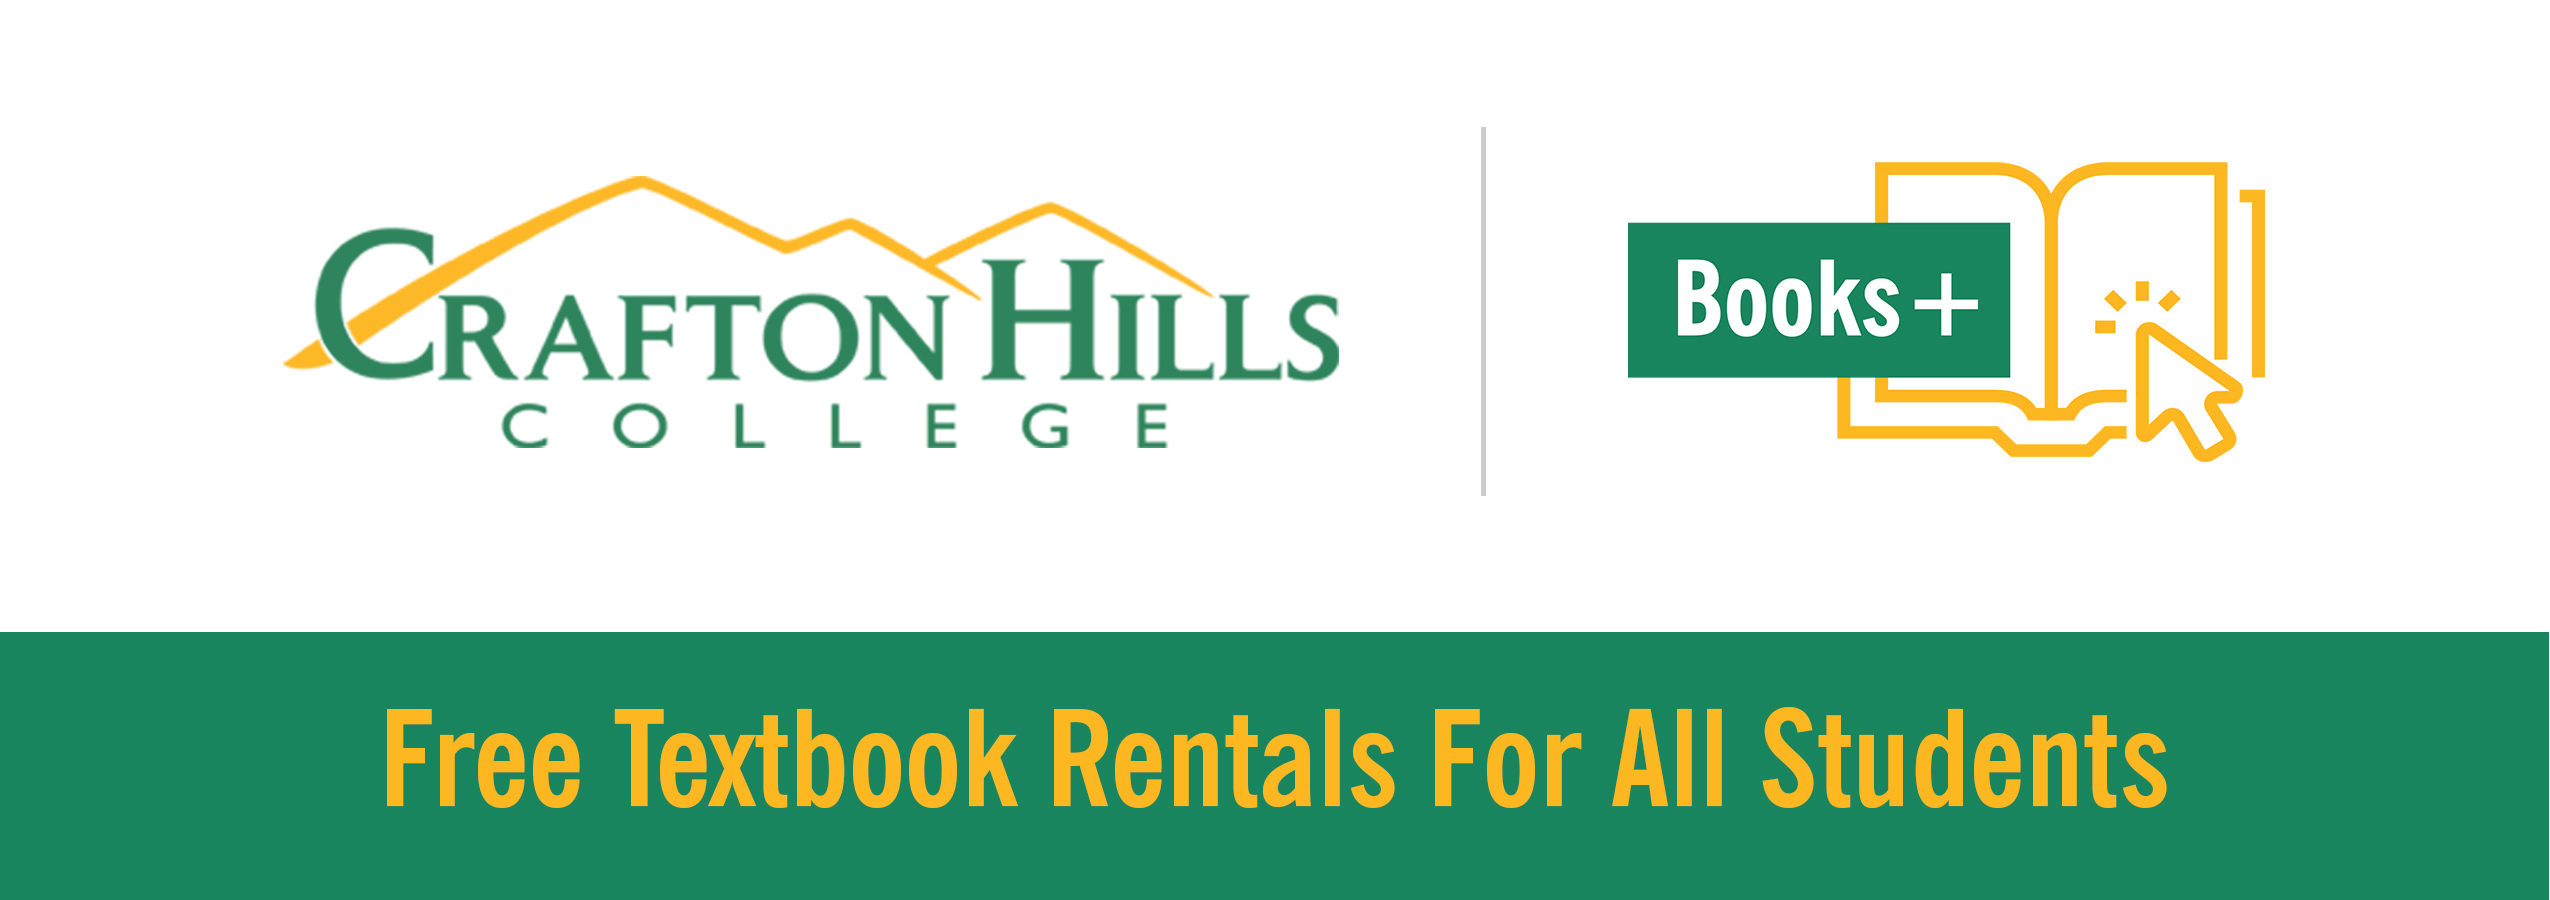 CRAFTON HILLS
COLLEGE
Books+
Free Textbook Rentals For All Students